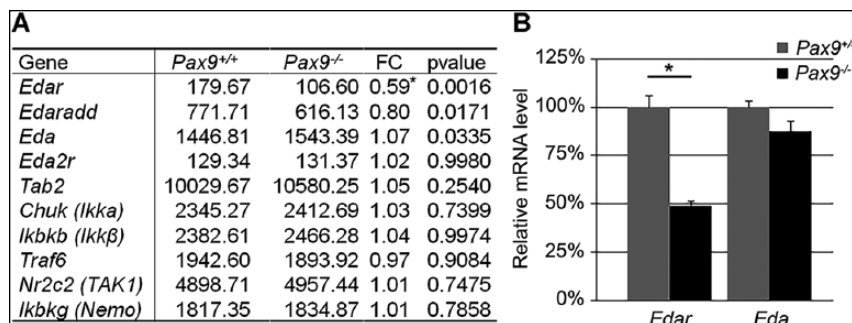 A
Gene Pax9+/+ Pax9-/- FC pvalue
Edar 179.67 106.60 0.59* 0.0016
Edaradd 771.71 616.13 0.80 0.0171
Eda 1446.81 1543.39 1.07 0.0335
Eda2r 129.34 131.37 1.02 0.9980
Tab2 10029.67 10580.25 1.05 0.2540
Chuk (Ikka) 2345.27 2412.69 1.03 0.7399
Ikbkb (Ikkβ) 2382.61 2466.28 1.04 0.9974
Traf6 1942.60 1893.92 0.97 0.9084
Nr2c2 (TAK1) 4898.71 4957.44 1.01 0.7475
Ikbkg (Nemo) 1817.35 1834.87 1.01 0.7858
B
Relative mRNA level
125%
100%
75%
50%
25%
0%
Pax9+/
Pax9-/-
*
Edar Eda